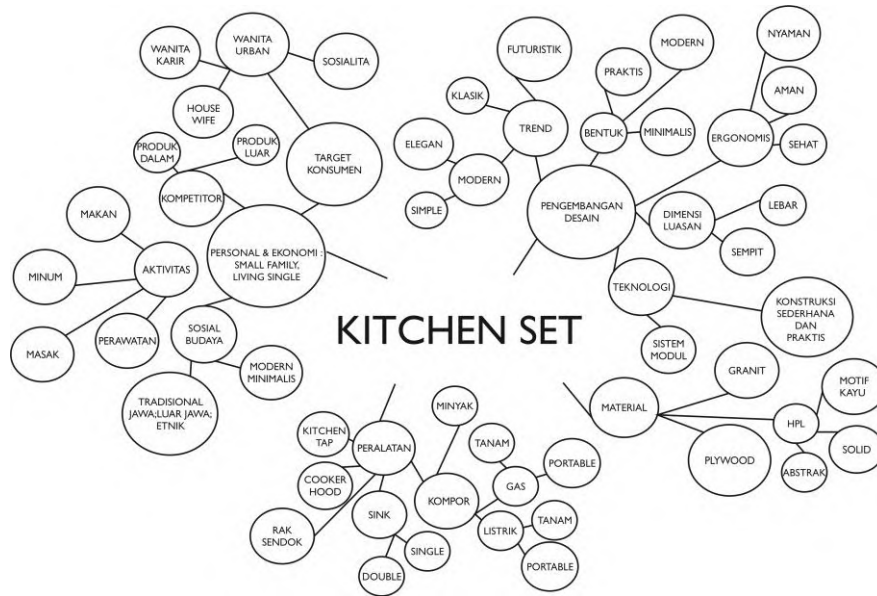 WANITA
URBAN
WANITA
KARIR
SOSIALITA
HOUSE
WIFE
PRODUK
LUAR
PRODUK
DALAM
TARGET
KONSUMEN
KOMPETITOR
PERSONAL & EKONOMI :
SMALL FAMILY,
LIVING SINGLE
MAKAN
AKTIVITAS
MINUM
MASAK
PERAWATAN
SOSIAL
BUDAYA
MODERN
MINIMALIS
TRADISIONAL
JAWA;LUAR JAWA;
ETNIK
FUTURISTIK
KLASIK
TREND
ELEGAN
MODERN
SIMPLE
PRAKTIS
MODERN
BENTUK
MINIMALIS
NYAMAN
AMAN
ERGONOMIS
SEHAT
PENGEMBANGAN
DESAIN
DIMENSI
LUASAN
LEBAR
SEMPIT
TEKNOLOGI
KONSTRUKSI
SEDERHANA
DAN
PRAKTIS
SISTEM
MODUL
KITCHEN SET
MATERIAL
GRANIT
MOTIF
KAYU
HPL
SOLID
ABSTRAK
PLYWOOD
KITCHEN
TAP
PERALATAN
COOKER
HOOD
RAK
SENDOK
SINK
SINGLE
DOUBLE
MINYAK
KOMPOR
TANAM
GAS
PORTABLE
LISTRIK
TANAM
PORTABLE